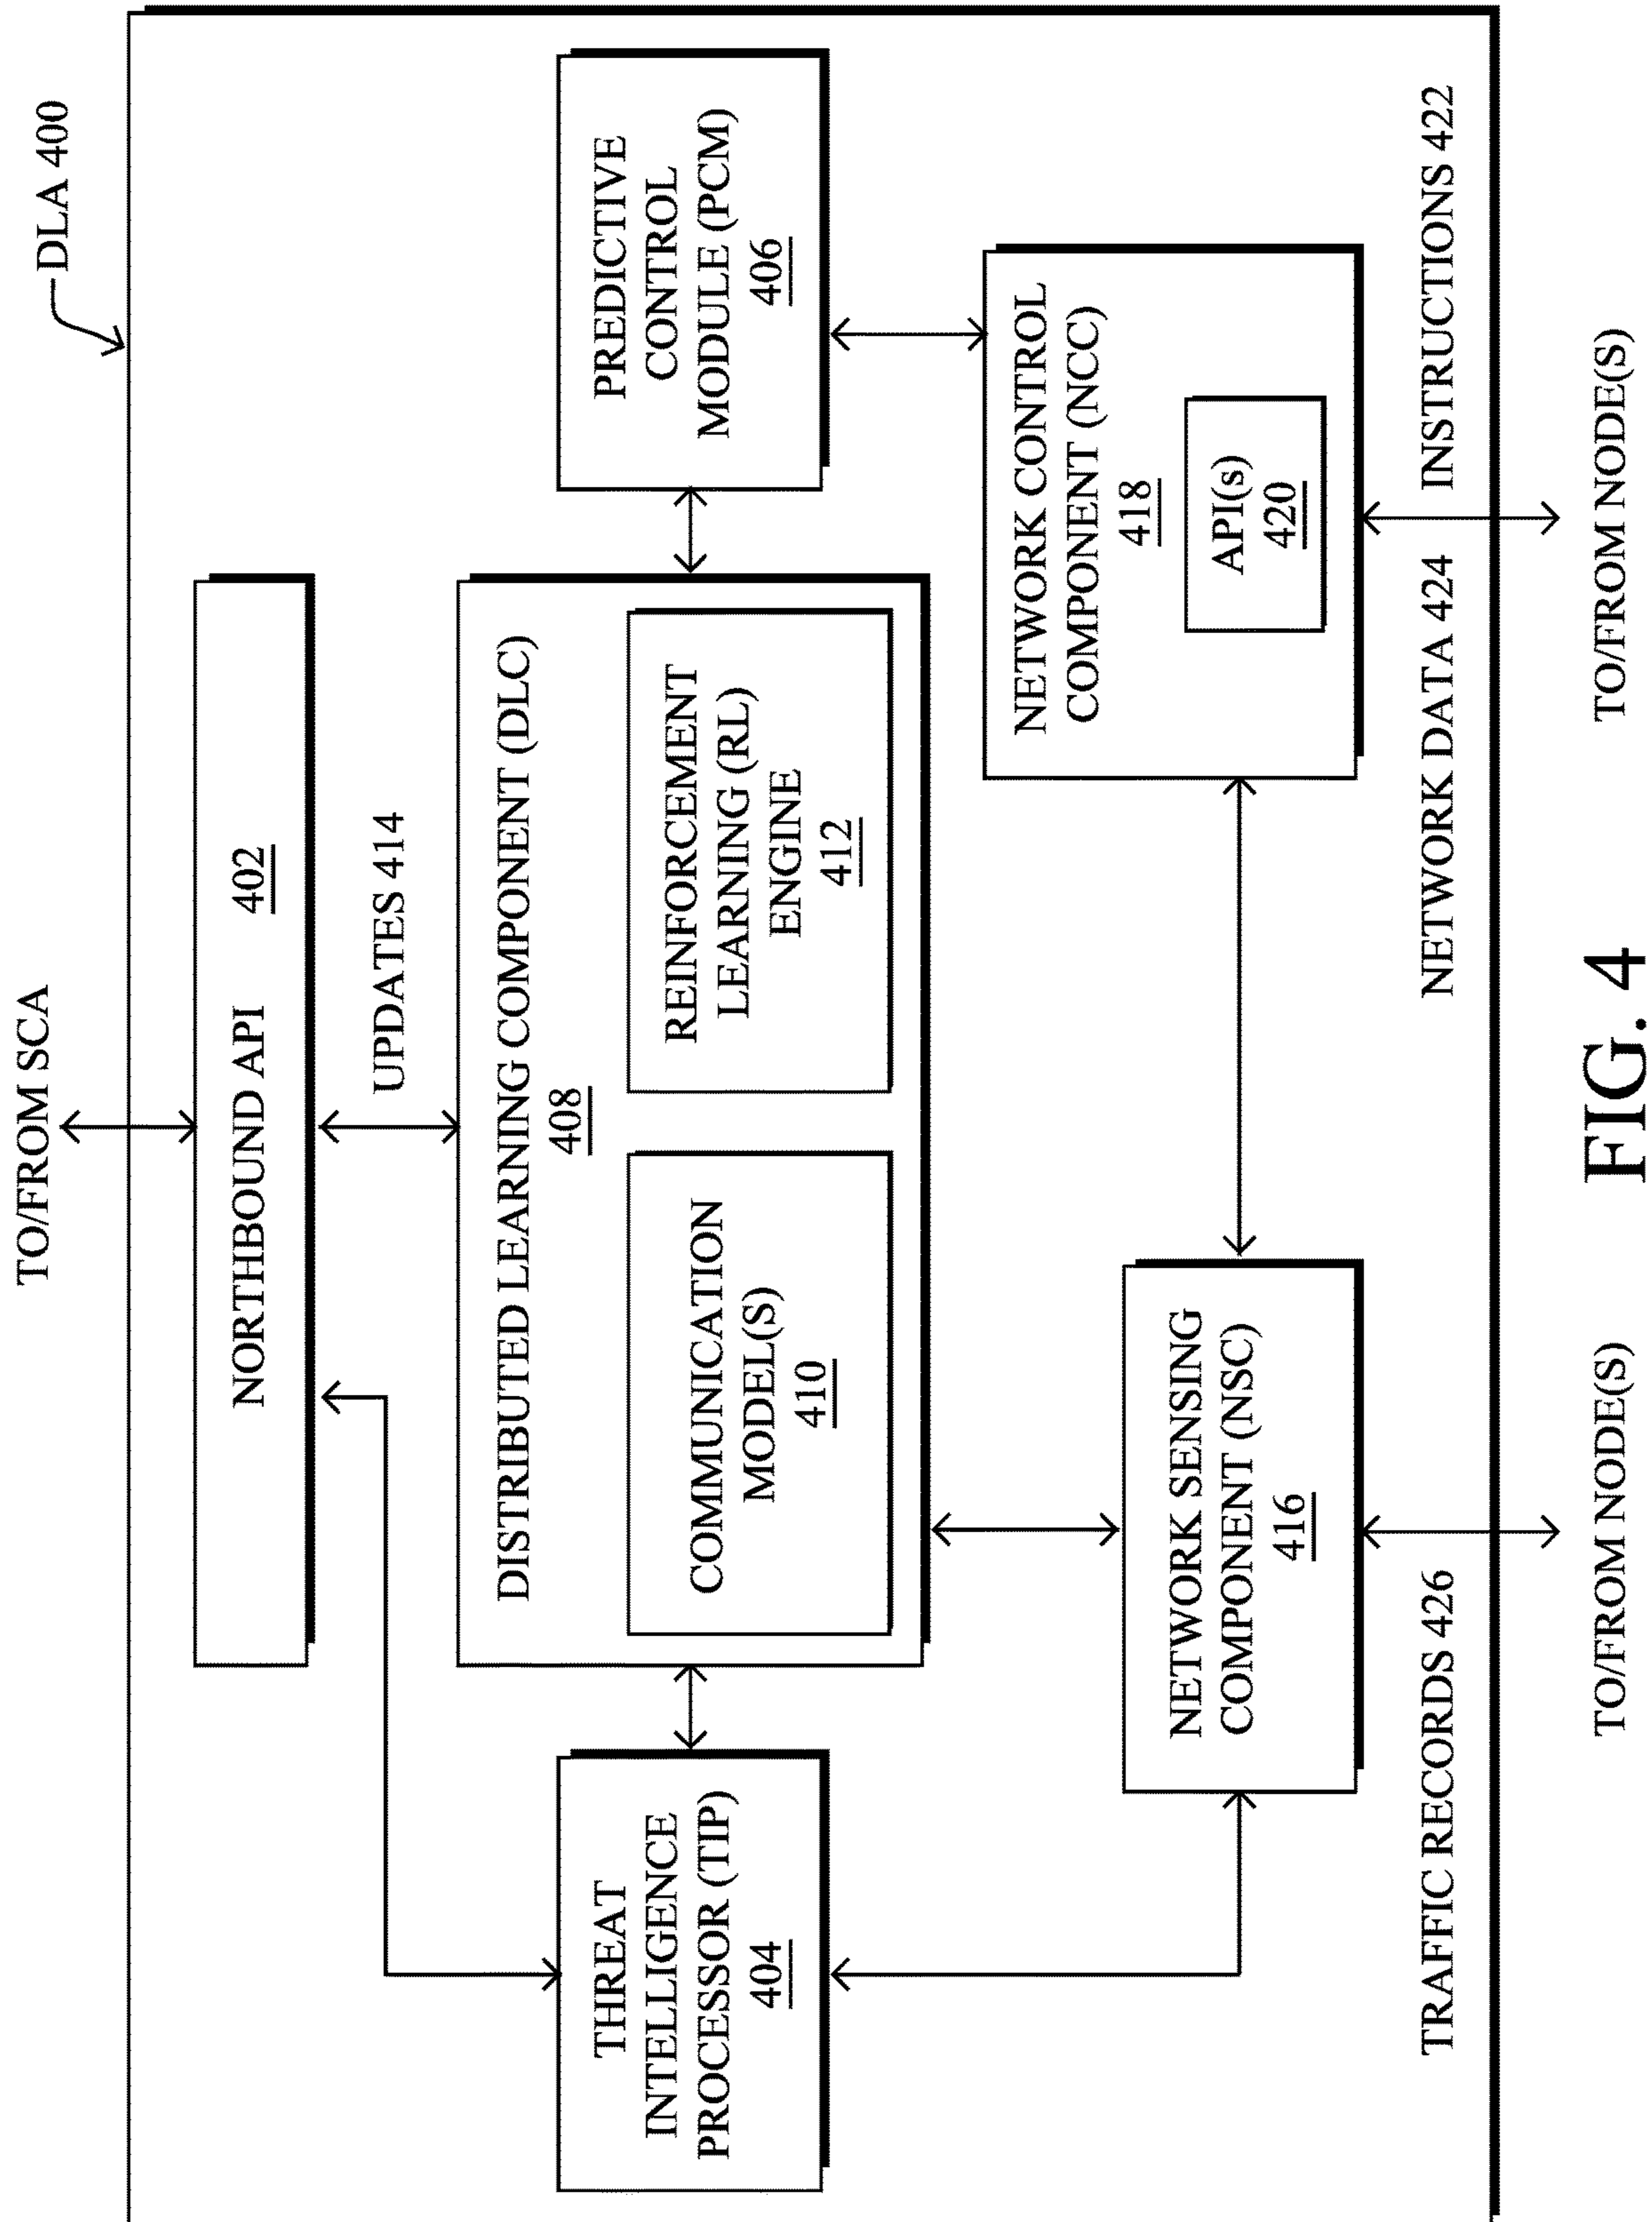 TO/FROM SCA
DLA 400
NORTHBOUND API 402
UPDATES 414
THREAT
INTELLIGENCE
PROCESSOR (TIP)
404
DISTRIBUTED LEARNING COMPONENT (DLC)
408
COMMUNICATION
MODEL(S)
410
REINFORCEMENT
LEARNING (RL)
ENGINE
412
PREDICTIVE
CONTROL
MODULE (PCM)
406
NETWORK SENSING
COMPONENT (NSC)
416
NETWORK CONTROL
COMPONENT (NCC)
418
API(s)
420
TRAFFIC RECORDS 426
NETWORK DATA 424
INSTRUCTIONS 422
TO/FROM NODE(S)
TO/FROM NODE(S)
FIG. 4